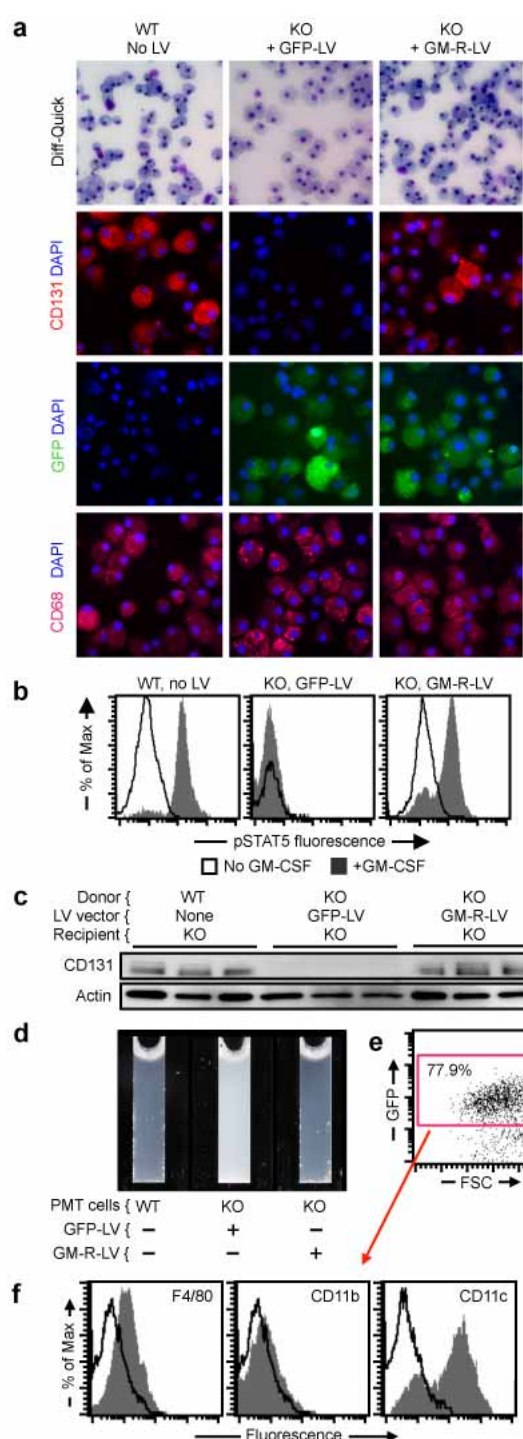 a
WT
No LV
KO
+ GFP-LV
KO
+ GM-R-LV
Diff-Quick
CD131 DAPI
GFP DAPI
CD68 DAPI
b
WT, no LV
KO, GFP-LV
KO, GM-R-LV
% of Max
pSTAT5 fluorescence
No GM-CSF
+GM-CSF
c
Donor { WT KO KO
LV vector { None GFP-LV GM-R-LV
Recipient { KO KO KO
CD131
Actin
d
PMT cells { WT KO KO
GFP-LV { – + –
GM-R-LV { – – +
e
77.9%
GFP
FSC
f
F4/80
CD11b
CD11c
% of Max
Fluorescence